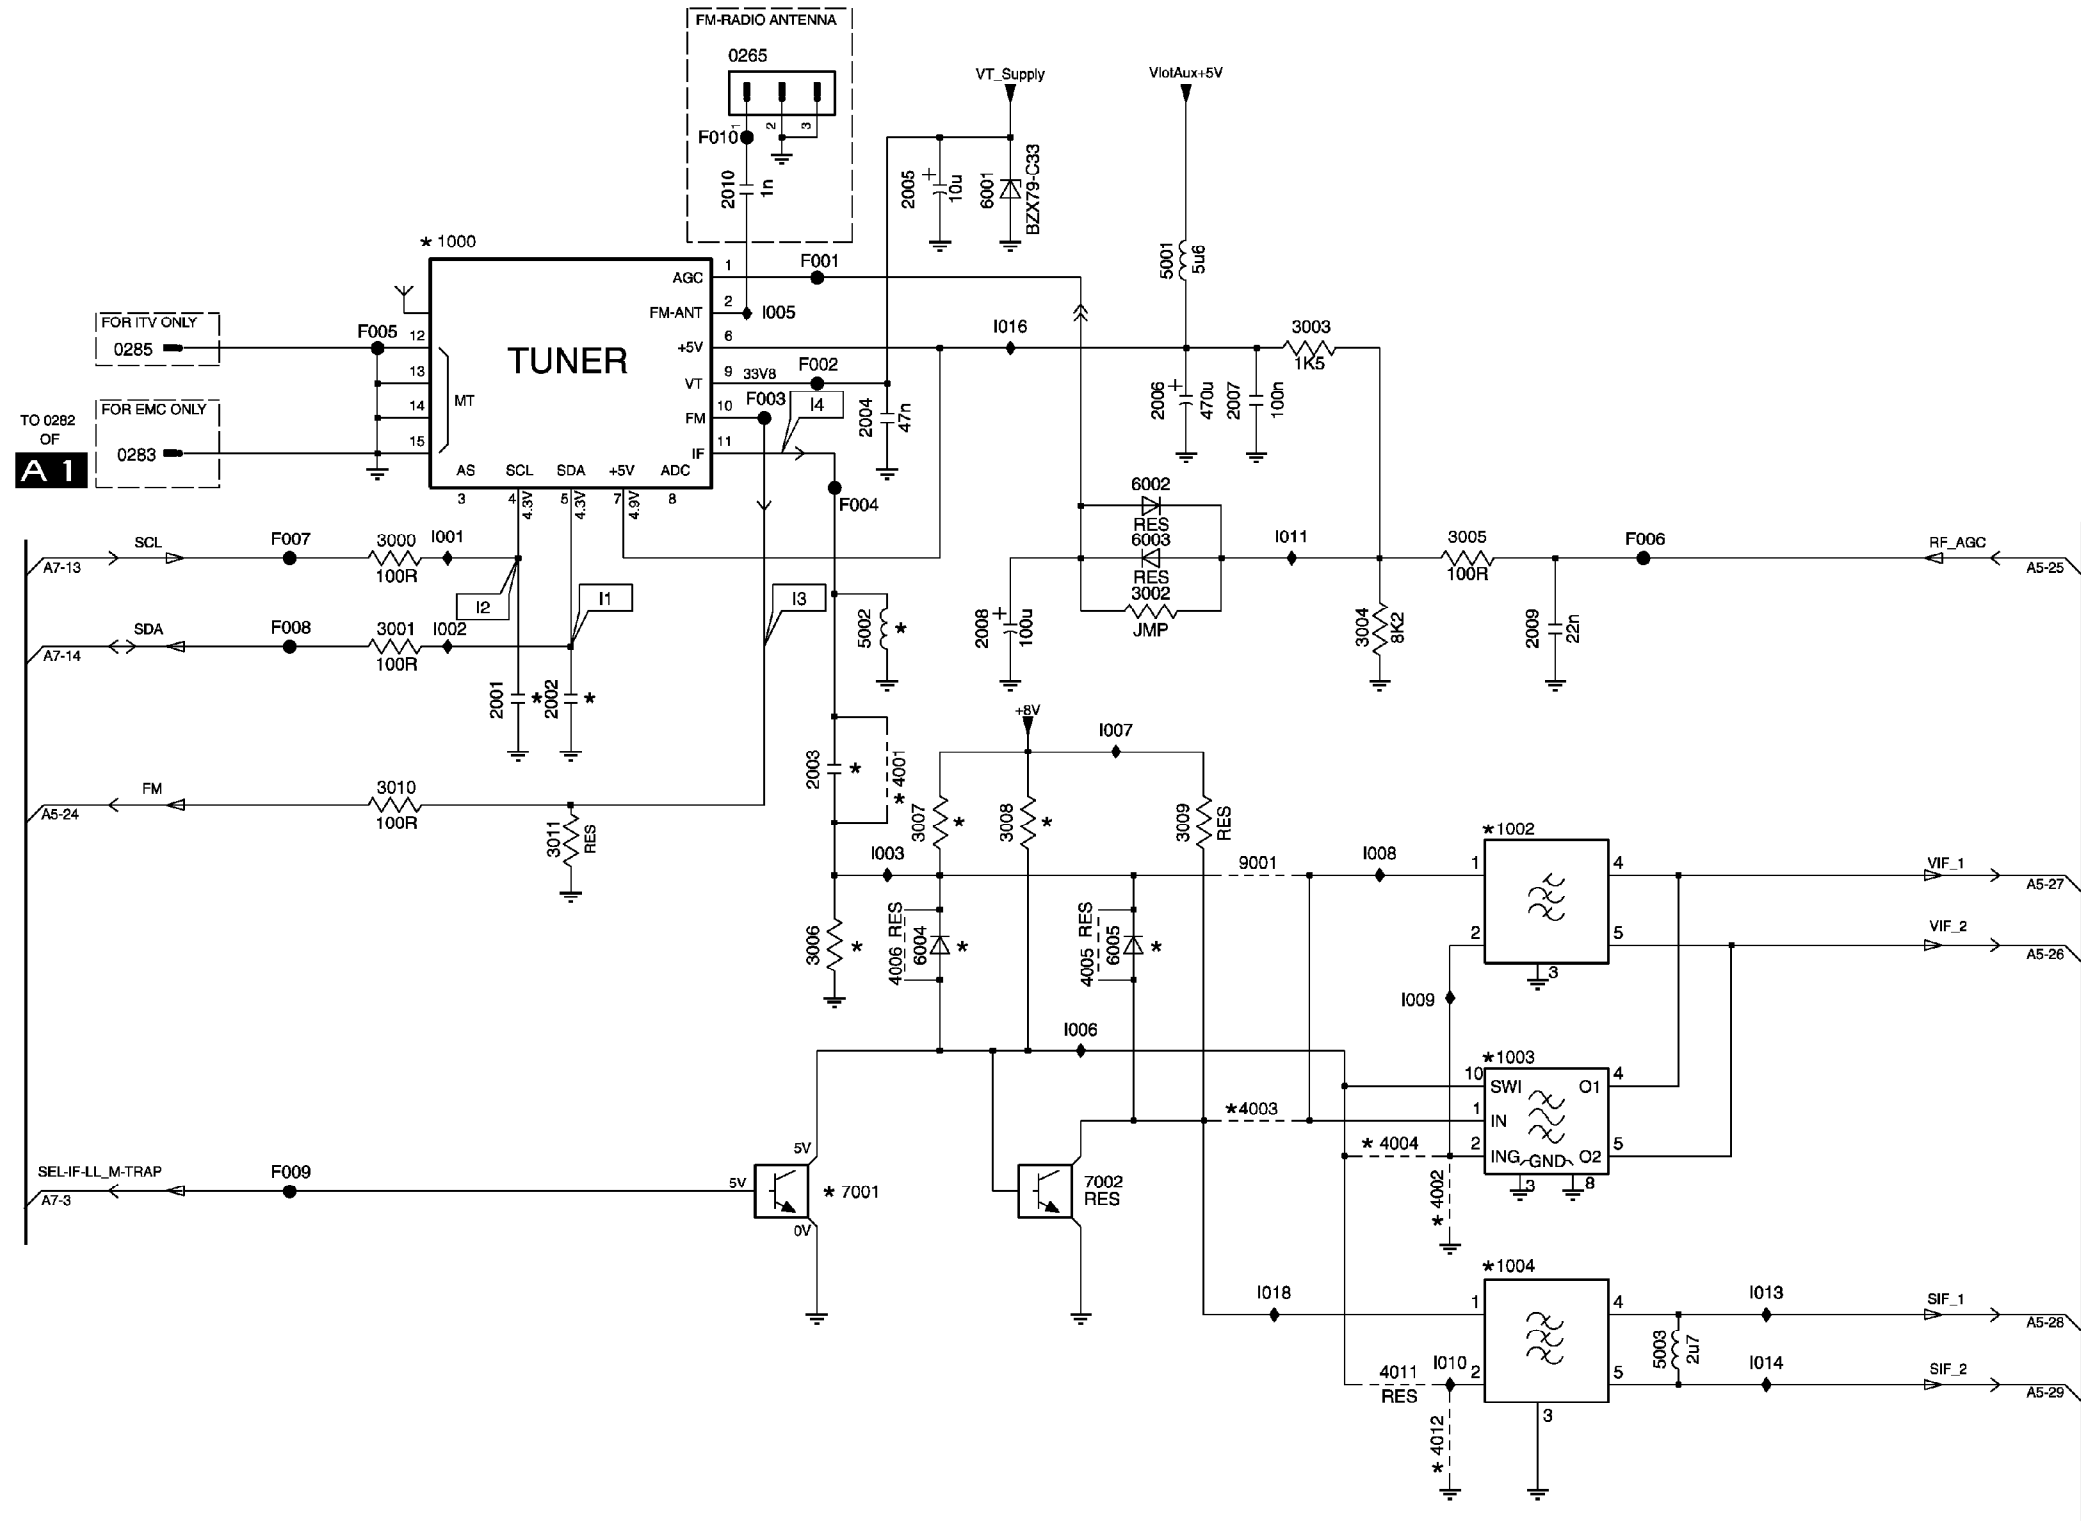 FM-RADIO ANTENNA
0265
1
2
3
F010
2010
1n
VT_Supply
VlotAux+5V
2005
+
10u
6001
BZX79-C33
5001
5u6
* 1000
TUNER
AGC
1
F001
FM-ANT
2
I005
+5V
6
I016
VT
9
33V8
F002
FM
10
F003
I4
IF
11
F004
2004
47n
3003
1K5
2006
+
470u
2007
100n
FOR ITV ONLY
0285
F005
12
13
14
15
MT
TO 0282
OF
A 1
FOR EMC ONLY
0283
AS
SCL
SDA
+5V
ADC
3
4
5
7
8
4.3V
4.3V
4.9V
6002
RES
6003
RES
3002
JMP
I011
3005
100R
F006
RF_AGC
A5-25
SCL
A7-13
F007
3000
100R
I001
I2
I1
I3
SDA
A7-14
F008
3001
100R
I002
5002
*
2008
+
100u
3004
8K2
2009
22n
2001
*
2002
*
+8V
I007
2003
*
* 4001
3007
*
3008
*
3009
RES
FM
A5-24
3010
100R
3011
RES
I003
9001
I008
*1002
1
2
3
4
5
VIF_1
A5-27
VIF_2
A5-26
3006
*
4006 RES
6004
*
4005 RES
6005
*
I009
I006
*1003
10
SWI
O1
4
1
IN
2
ING
GND
O2
5
3
8
*4003
* 4004
* 4002
SEL-IF-LL_M-TRAP
A7-3
F009
5V
5V
0V
* 7001
7002
RES
*1004
I018
1
4
I013
SIF_1
A5-28
5003
2u7
4011
RES
I010
2
5
I014
SIF_2
A5-29
3
* 4012